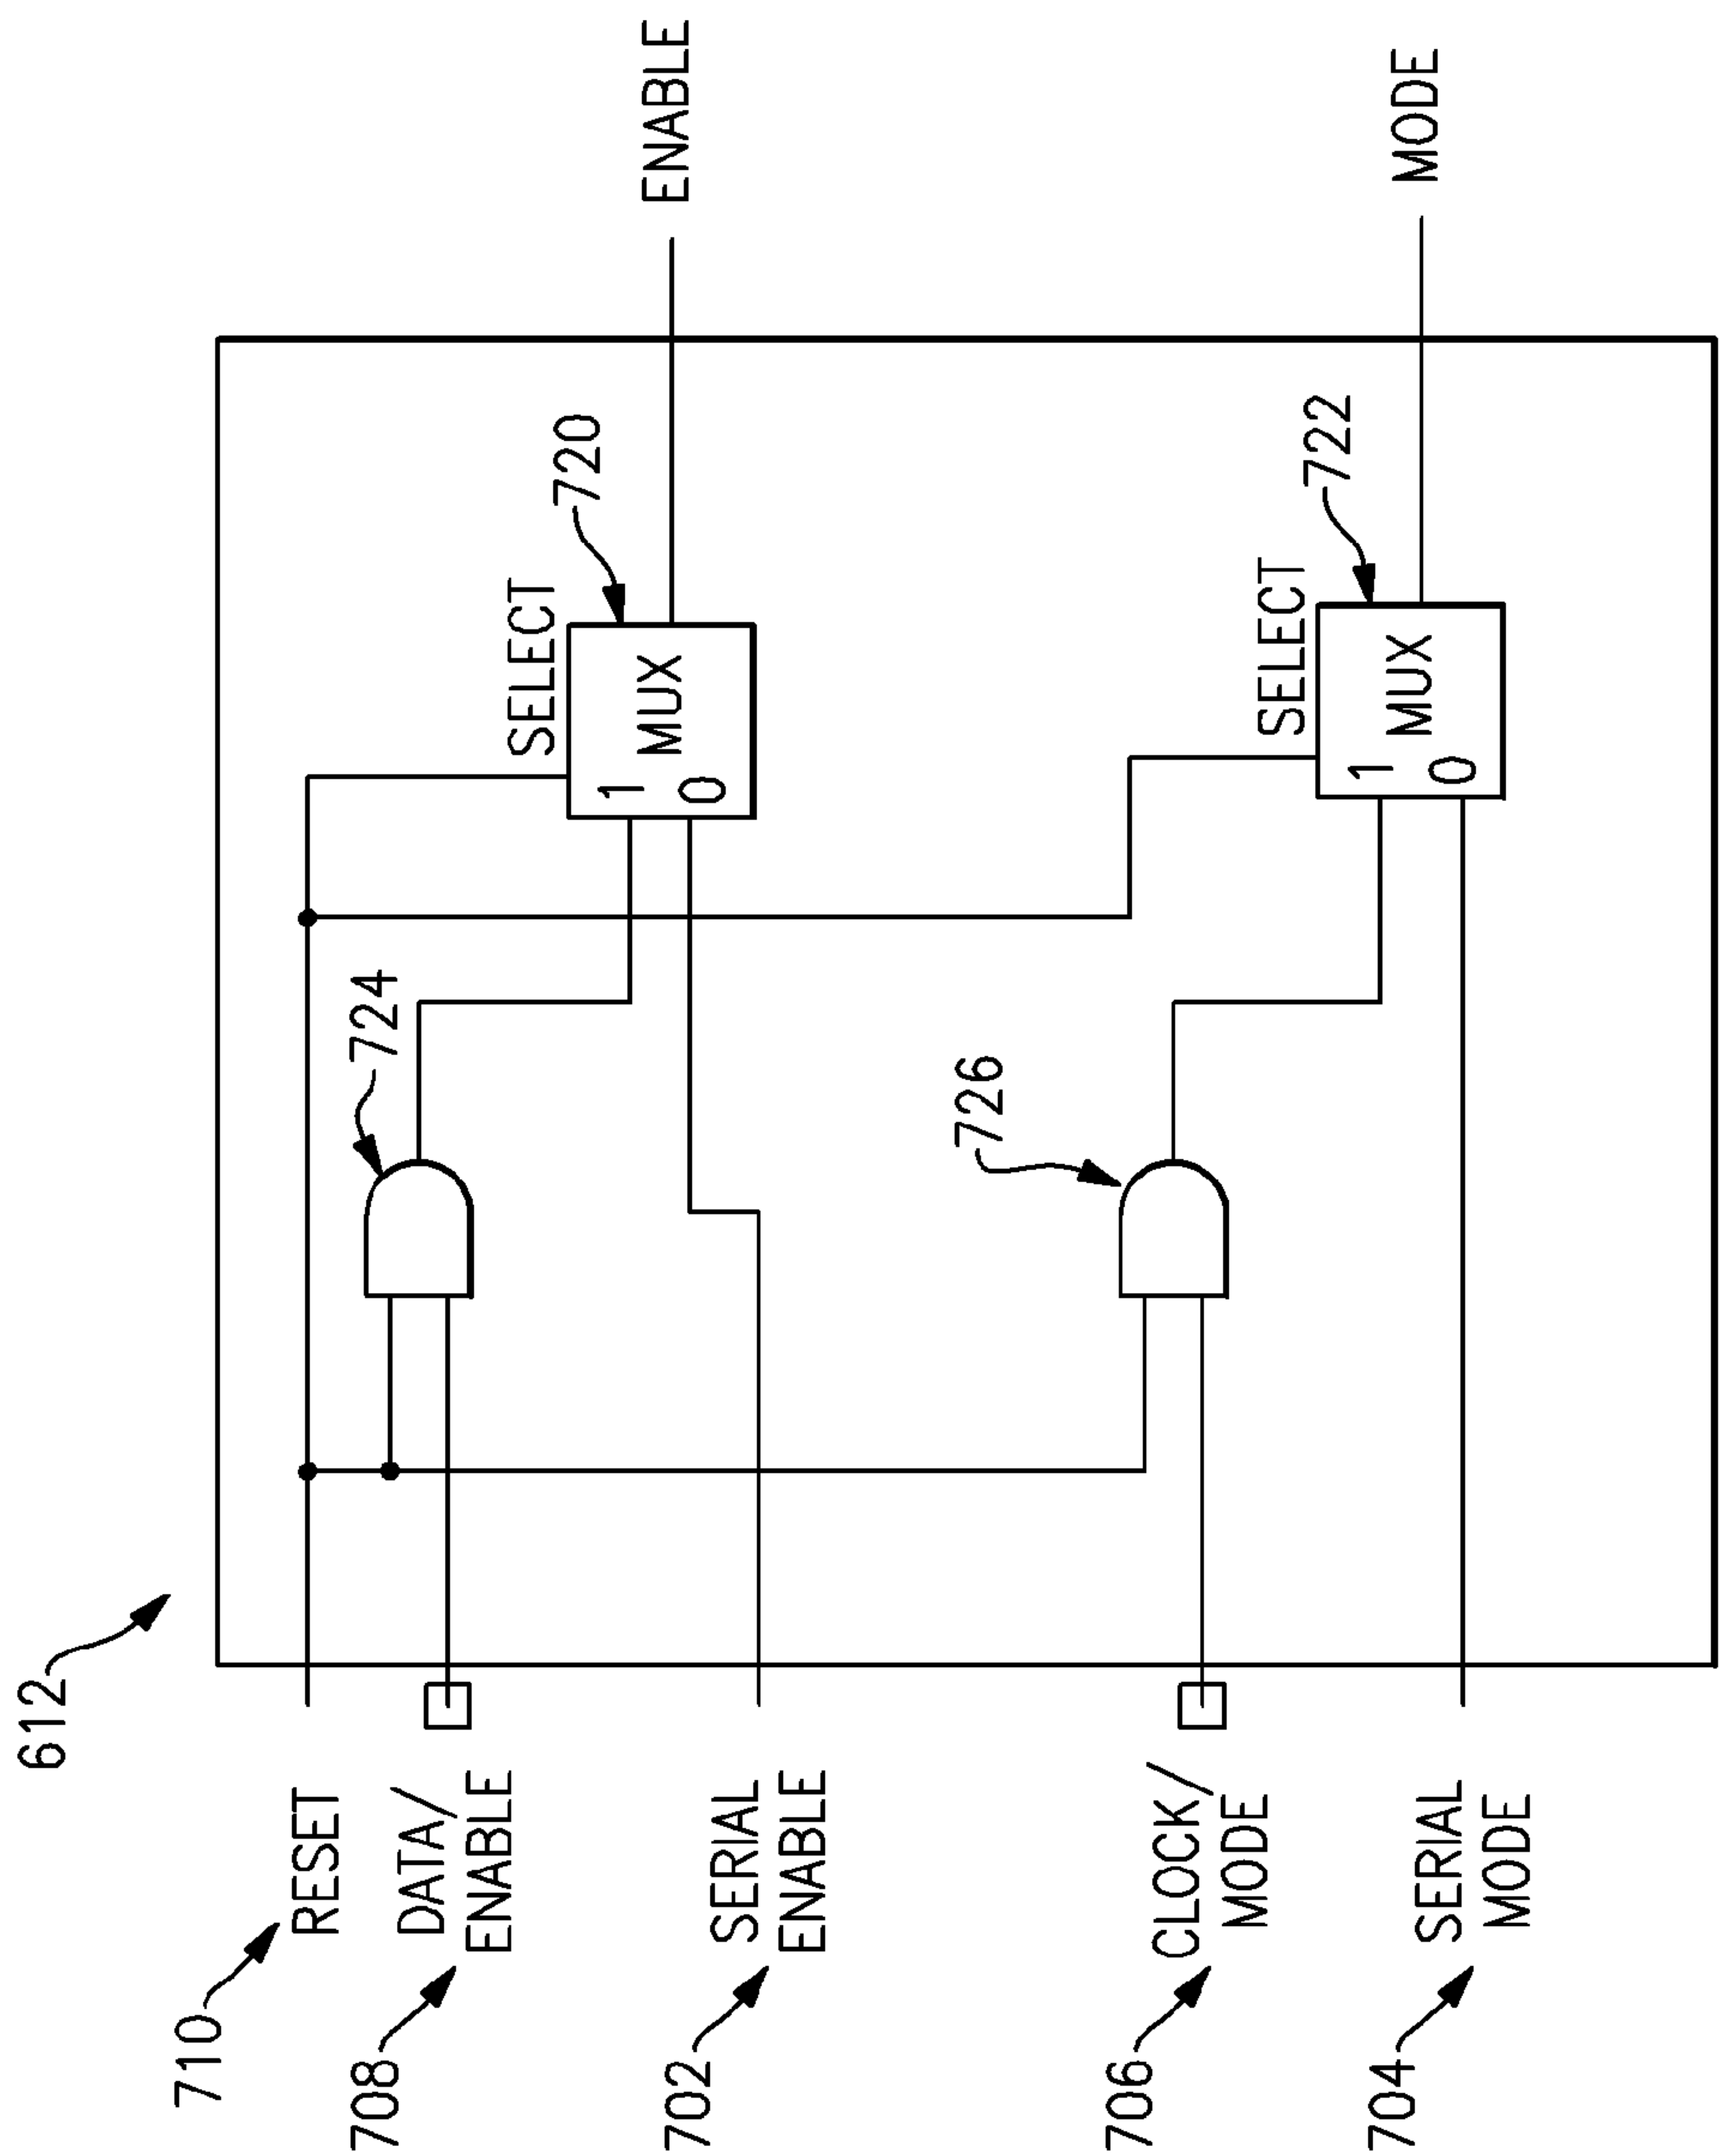 612
710
RESET
708
DATA/
ENABLE
702
SERIAL
ENABLE
706
CLOCK/
MODE
704
SERIAL
MODE
724
726
SELECT
720
1
MUX
0
SELECT
722
1
MUX
0
ENABLE
MODE